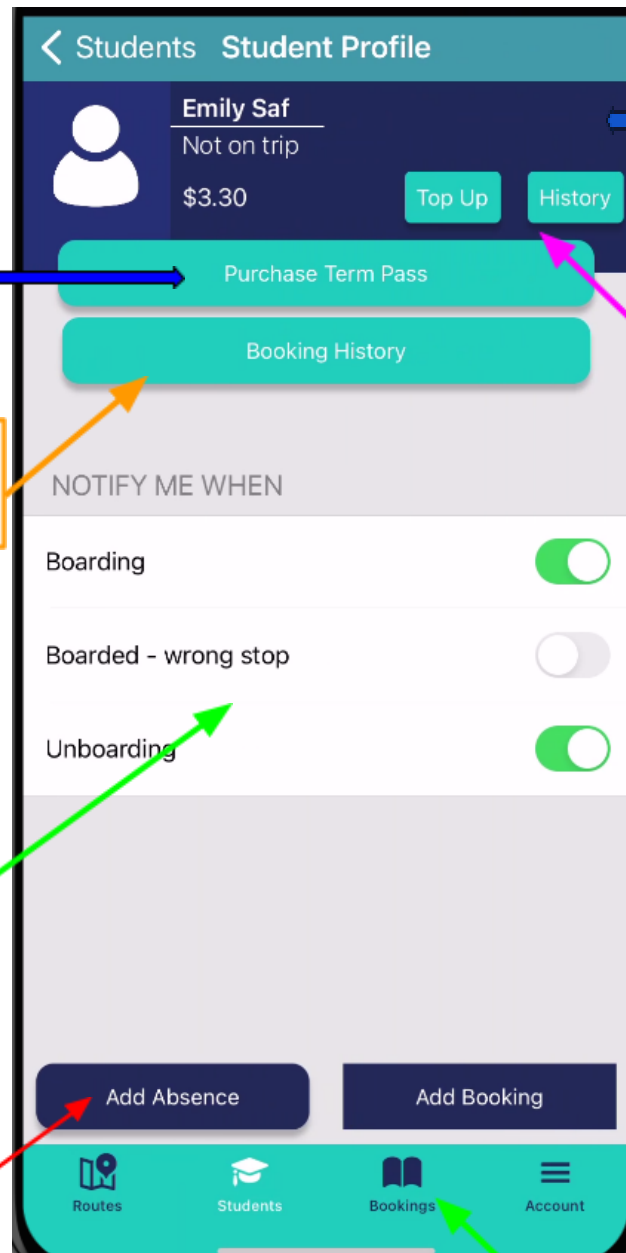 Students Student Profile
Emily Saf
Not on trip
$3.30 Top Up History
Purchase Term Pass
Booking History
NOTIFY ME WHEN
Boarding
Boarded - wrong stop
Unboarding
Add Absence Add Booking
Routes Students Bookings Account